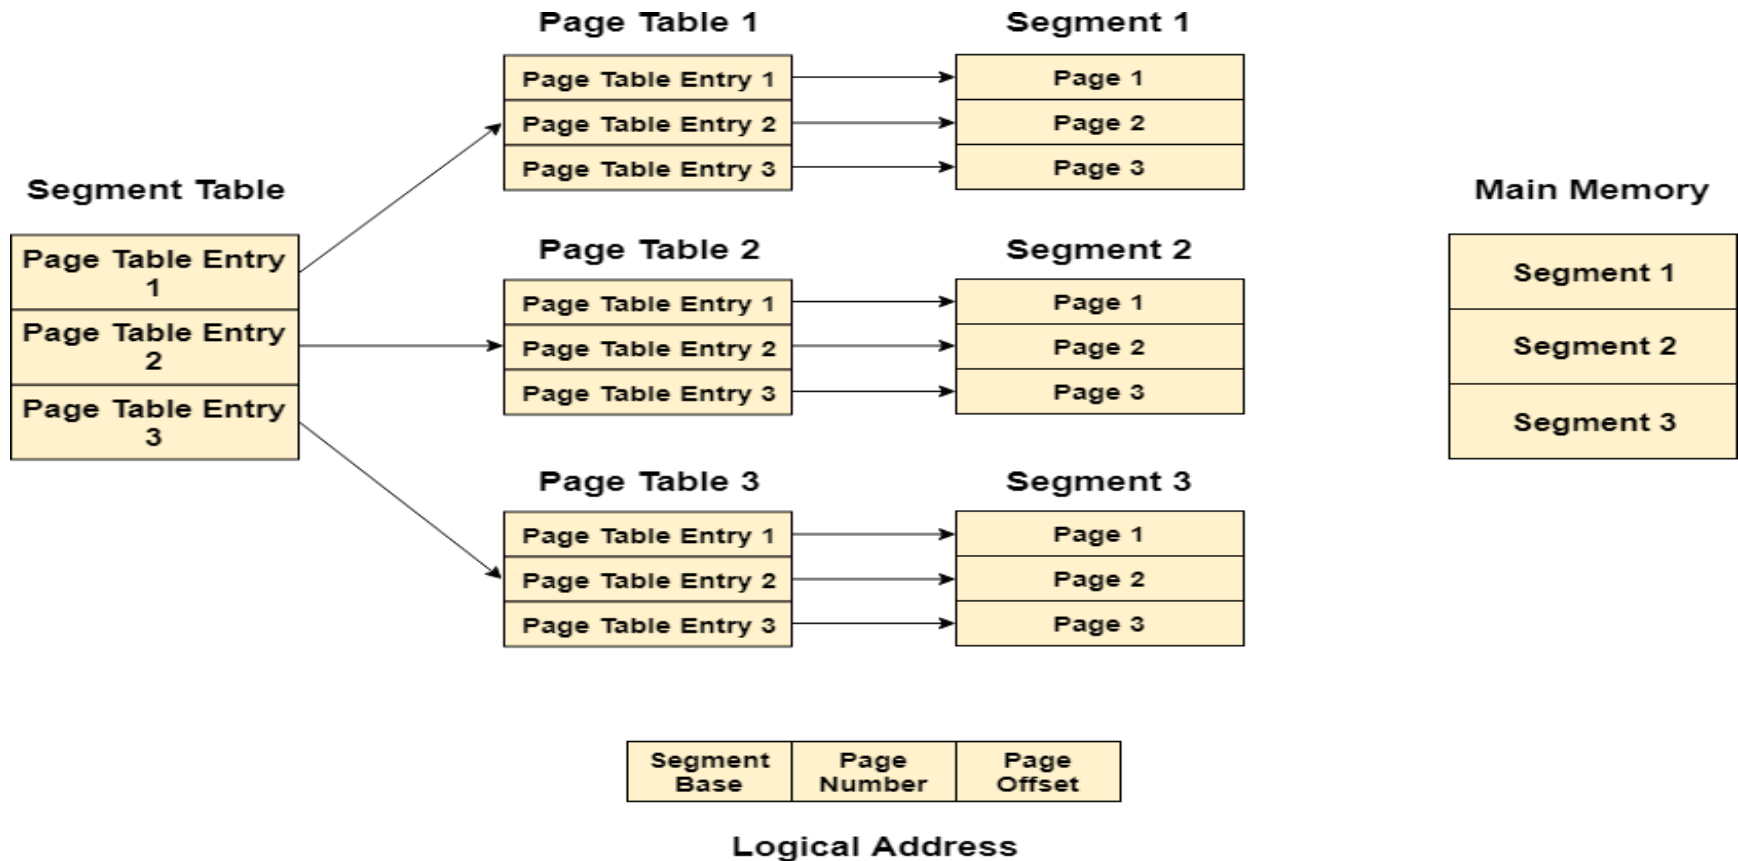 Page Table 1
Segment 1
Page Table Entry 1
Page 1
Page Table Entry 2
Page 2
Page Table Entry 3
Page 3
Segment Table
Page Table Entry
1
Page Table Entry
2
Page Table Entry
3
Page Table 2
Segment 2
Page Table Entry 1
Page 1
Page Table Entry 2
Page 2
Page Table Entry 3
Page 3
Main Memory
Segment 1
Segment 2
Segment 3
Page Table 3
Segment 3
Page Table Entry 1
Page 1
Page Table Entry 2
Page 2
Page Table Entry 3
Page 3
Segment
Base
Page
Number
Page
Offset
Logical Address